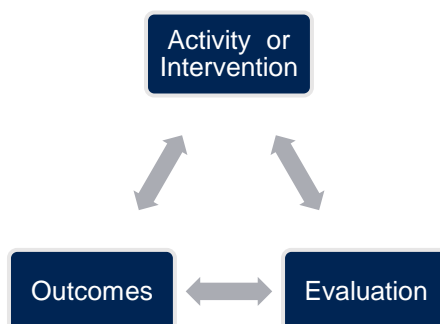 Activity or
Intervention
Outcomes
Evaluation